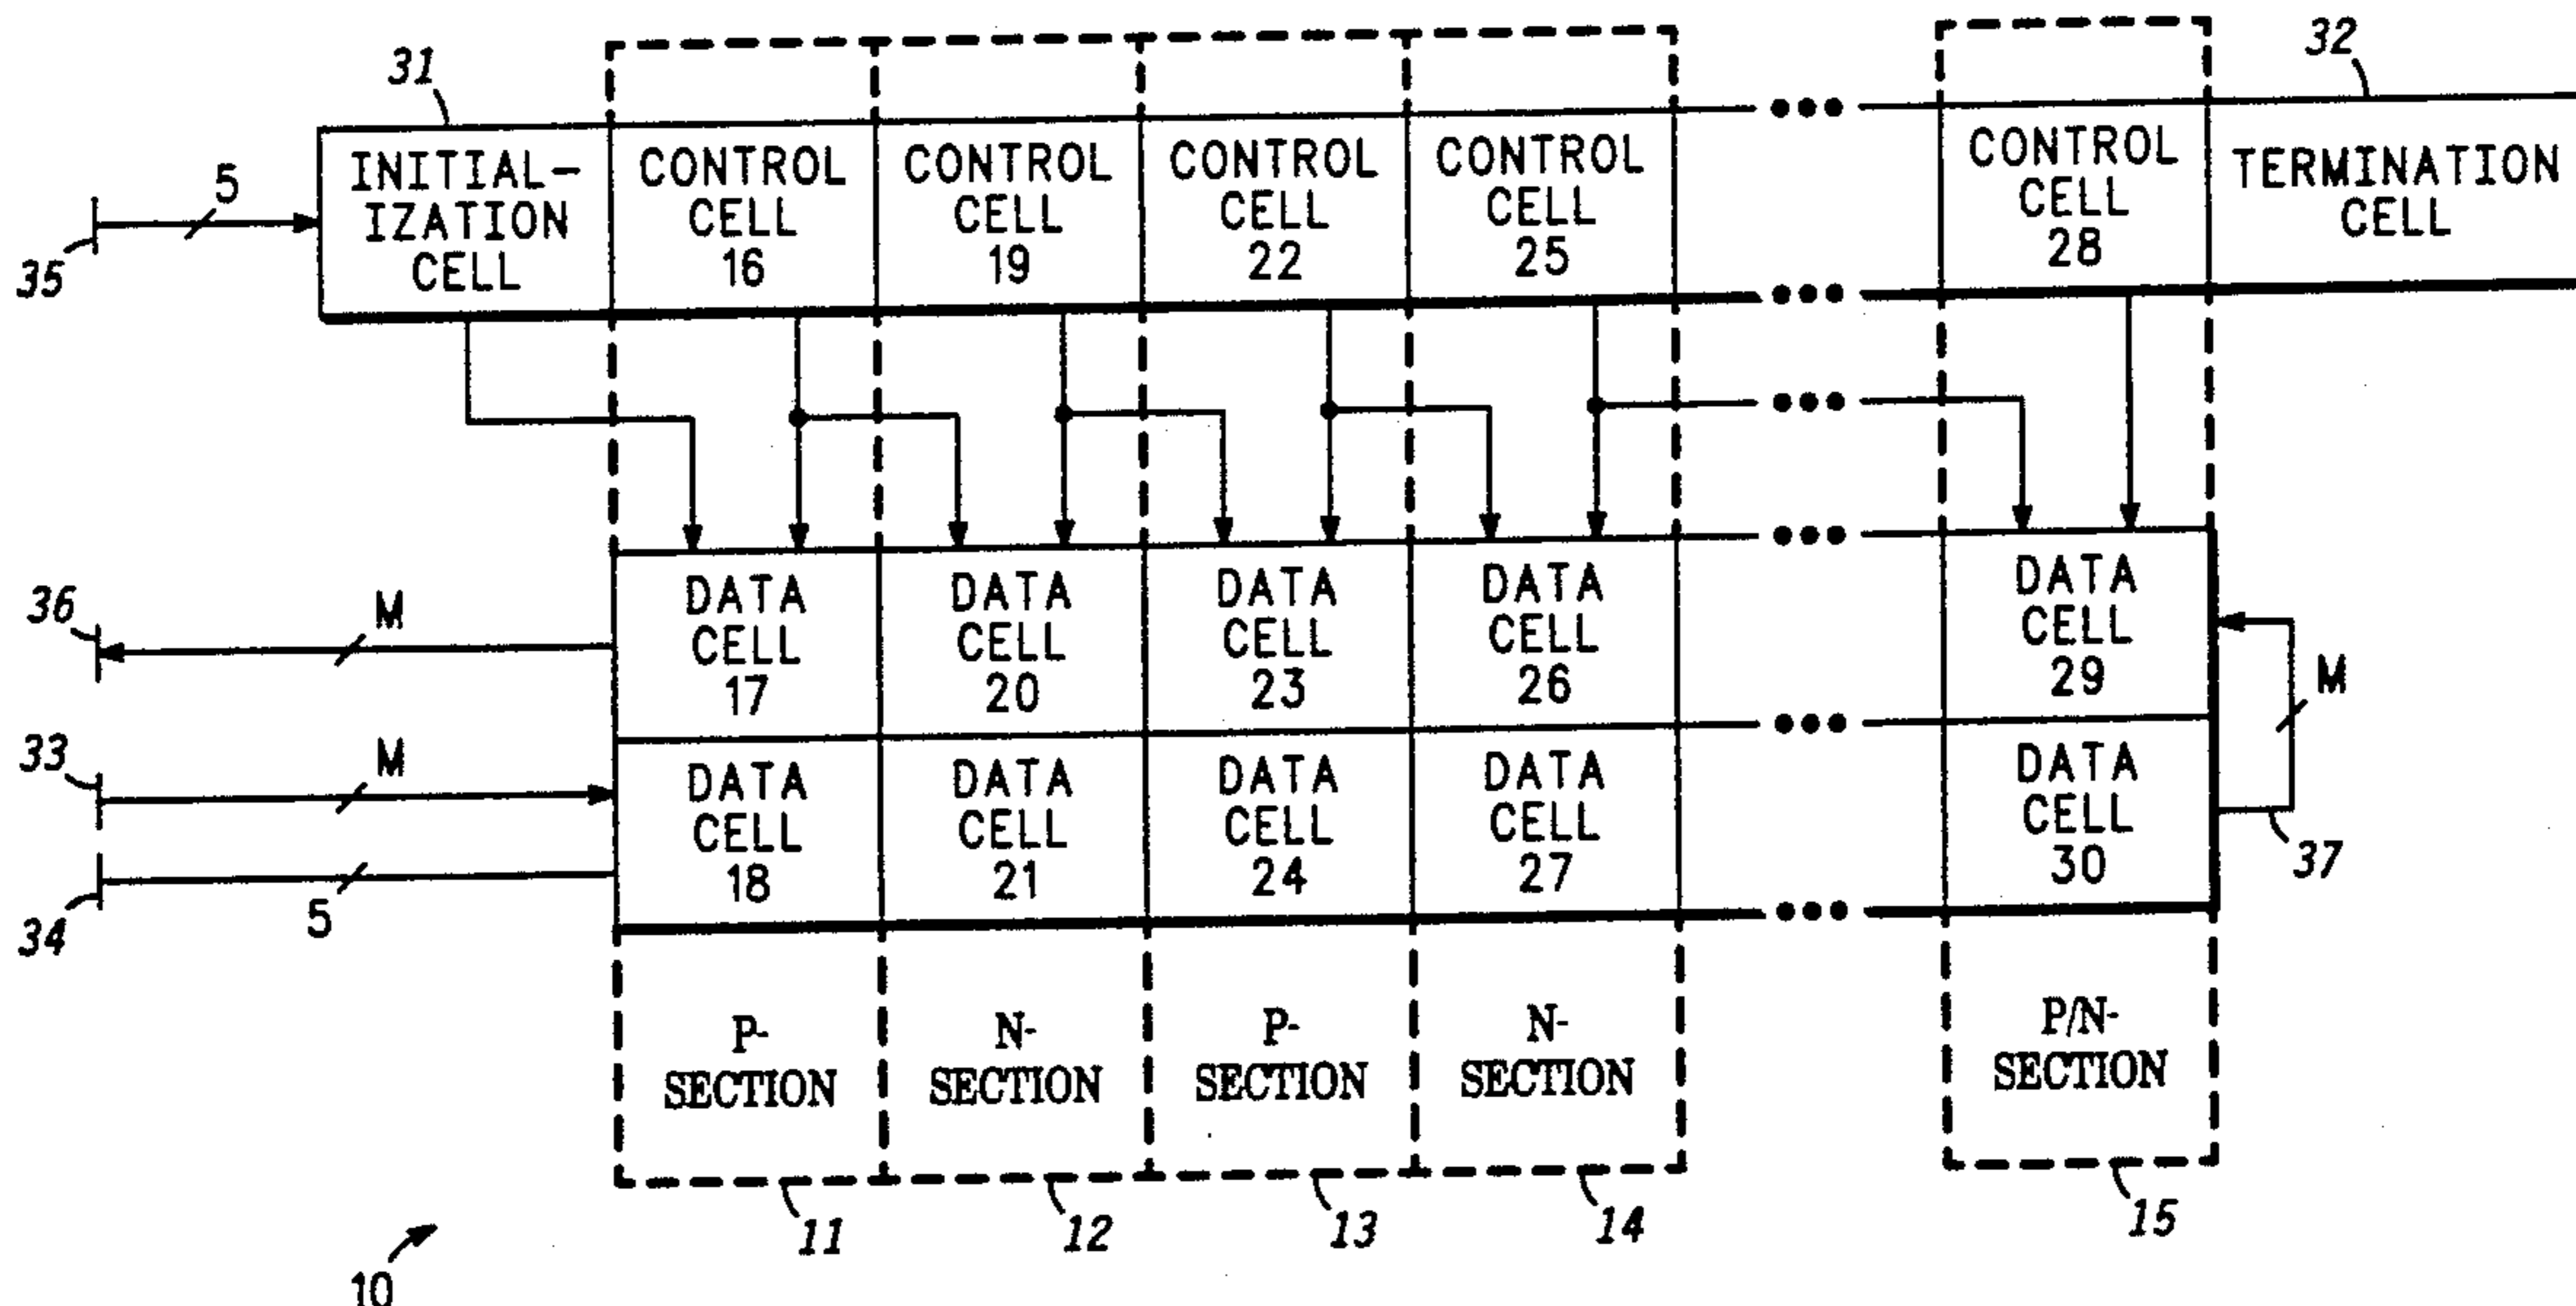 31
32
INITIAL-
IZATION
CELL
CONTROL
CELL
16
CONTROL
CELL
19
CONTROL
CELL
22
CONTROL
CELL
25
CONTROL
CELL
28
TERMINATION
CELL
5
35
36
M
DATA
CELL
17
DATA
CELL
20
DATA
CELL
23
DATA
CELL
26
DATA
CELL
29
M
33
M
34
5
DATA
CELL
18
DATA
CELL
21
DATA
CELL
24
DATA
CELL
27
DATA
CELL
30
37
P-
SECTION
N-
SECTION
P-
SECTION
N-
SECTION
P/N-
SECTION
11
12
13
14
15
10